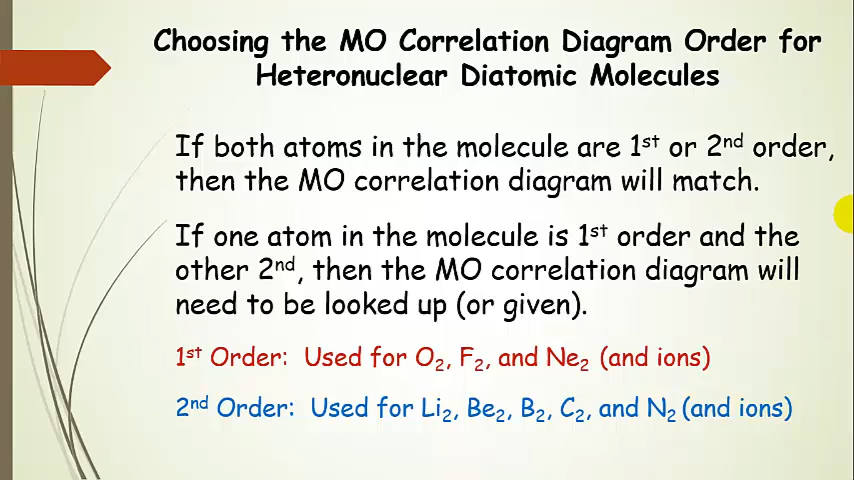 Choosing the MO Correlation Diagram Order for
Heteronuclear Diatomic Molecules
If both atoms in the molecule are 1st or 2nd order,
then the MO correlation diagram will match.
If one atom in the molecule is 1st order and the
other 2nd, then the MO correlation diagram will
need to be looked up (or given).
1st Order: Used for O2, F2, and Ne2 (and ions)
2nd Order: Used for Li2, Be2, B2, C2, and N2 (and ions)